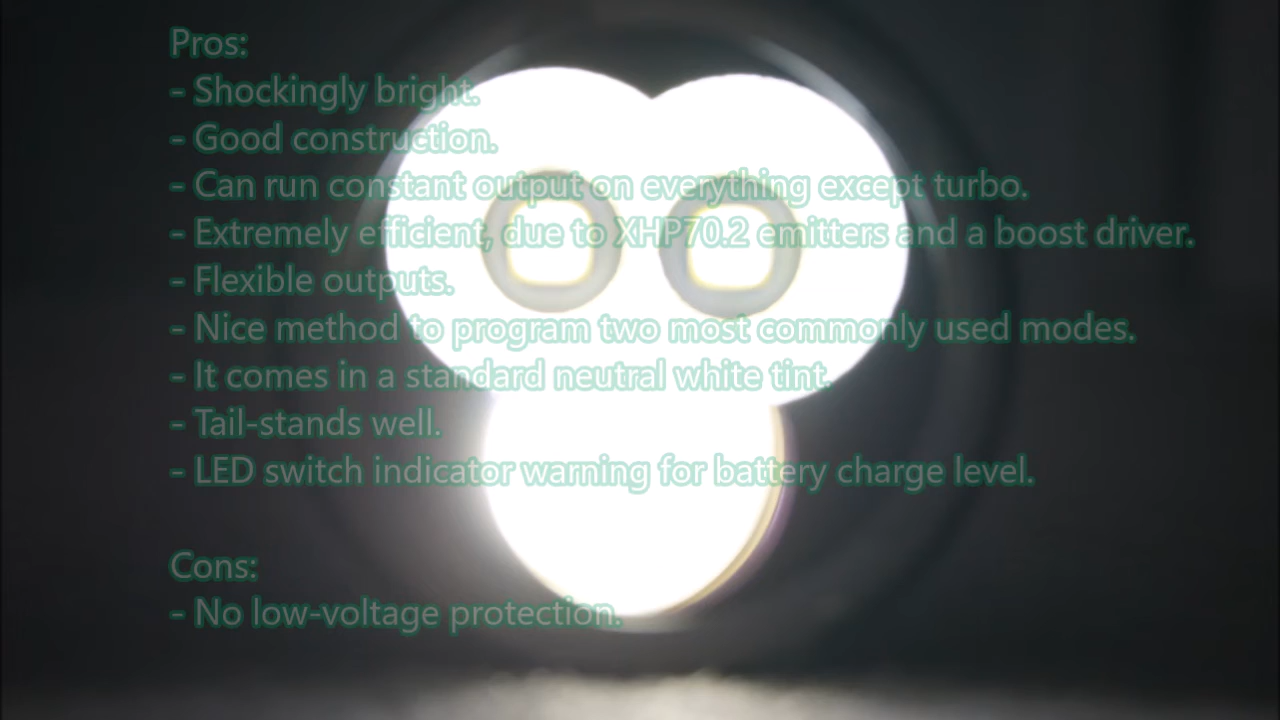 Pros:
- Shockingly bright.
- Good construction.
- Can run constant output on everything except turbo.
- Extremely efficient, due to XHP70.2 emitters and a boost driver.
- Flexible outputs.
- Nice method to program two most commonly used modes.
- It comes in a standard neutral white tint.
- Tail-stands well.
- LED switch indicator warning for battery charge level.
Cons:
- No low-voltage protection.